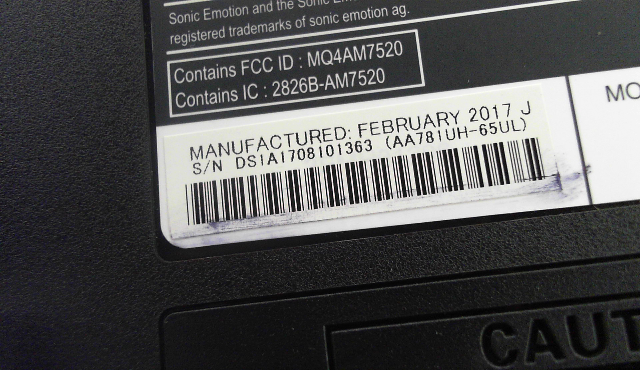 Sonic Emotion and the Sonic
registered trademarks of sonic emotion ag.
Contains FCC ID : MQ4AM7520
Contains IC : 2826B-AM7520
MANUFACTURED: FEBRUARY 2017 J
S/N DS1A1708101363 (AA781UH-65UL)
MO
CAUT